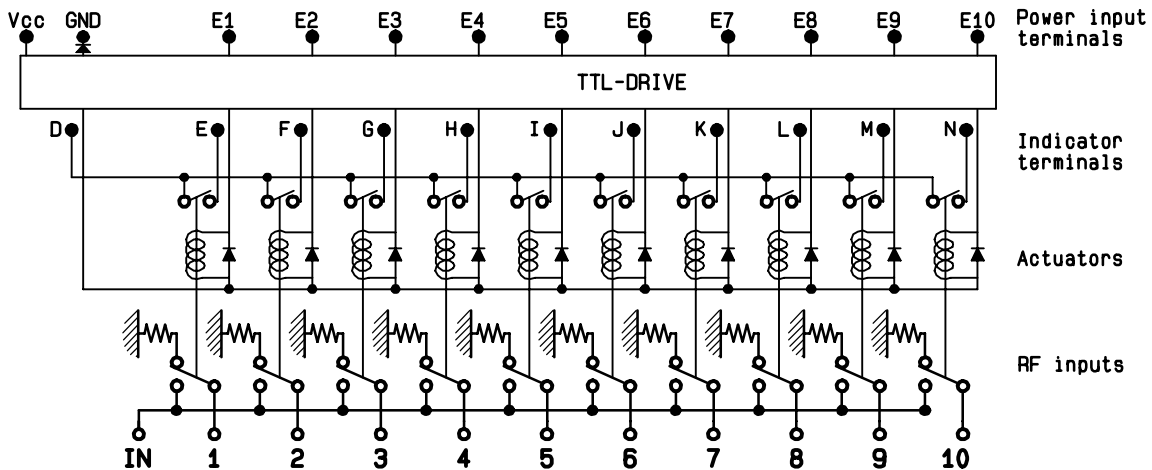 Vcc GND E1 E2 E3 E4 E5 E6 E7 E8 E9 E10 Power input
terminals
TTL-DRIVE
D E F G H I J K L M N Indicator
terminals
Actuators
RF inputs
IN 1 2 3 4 5 6 7 8 9 10